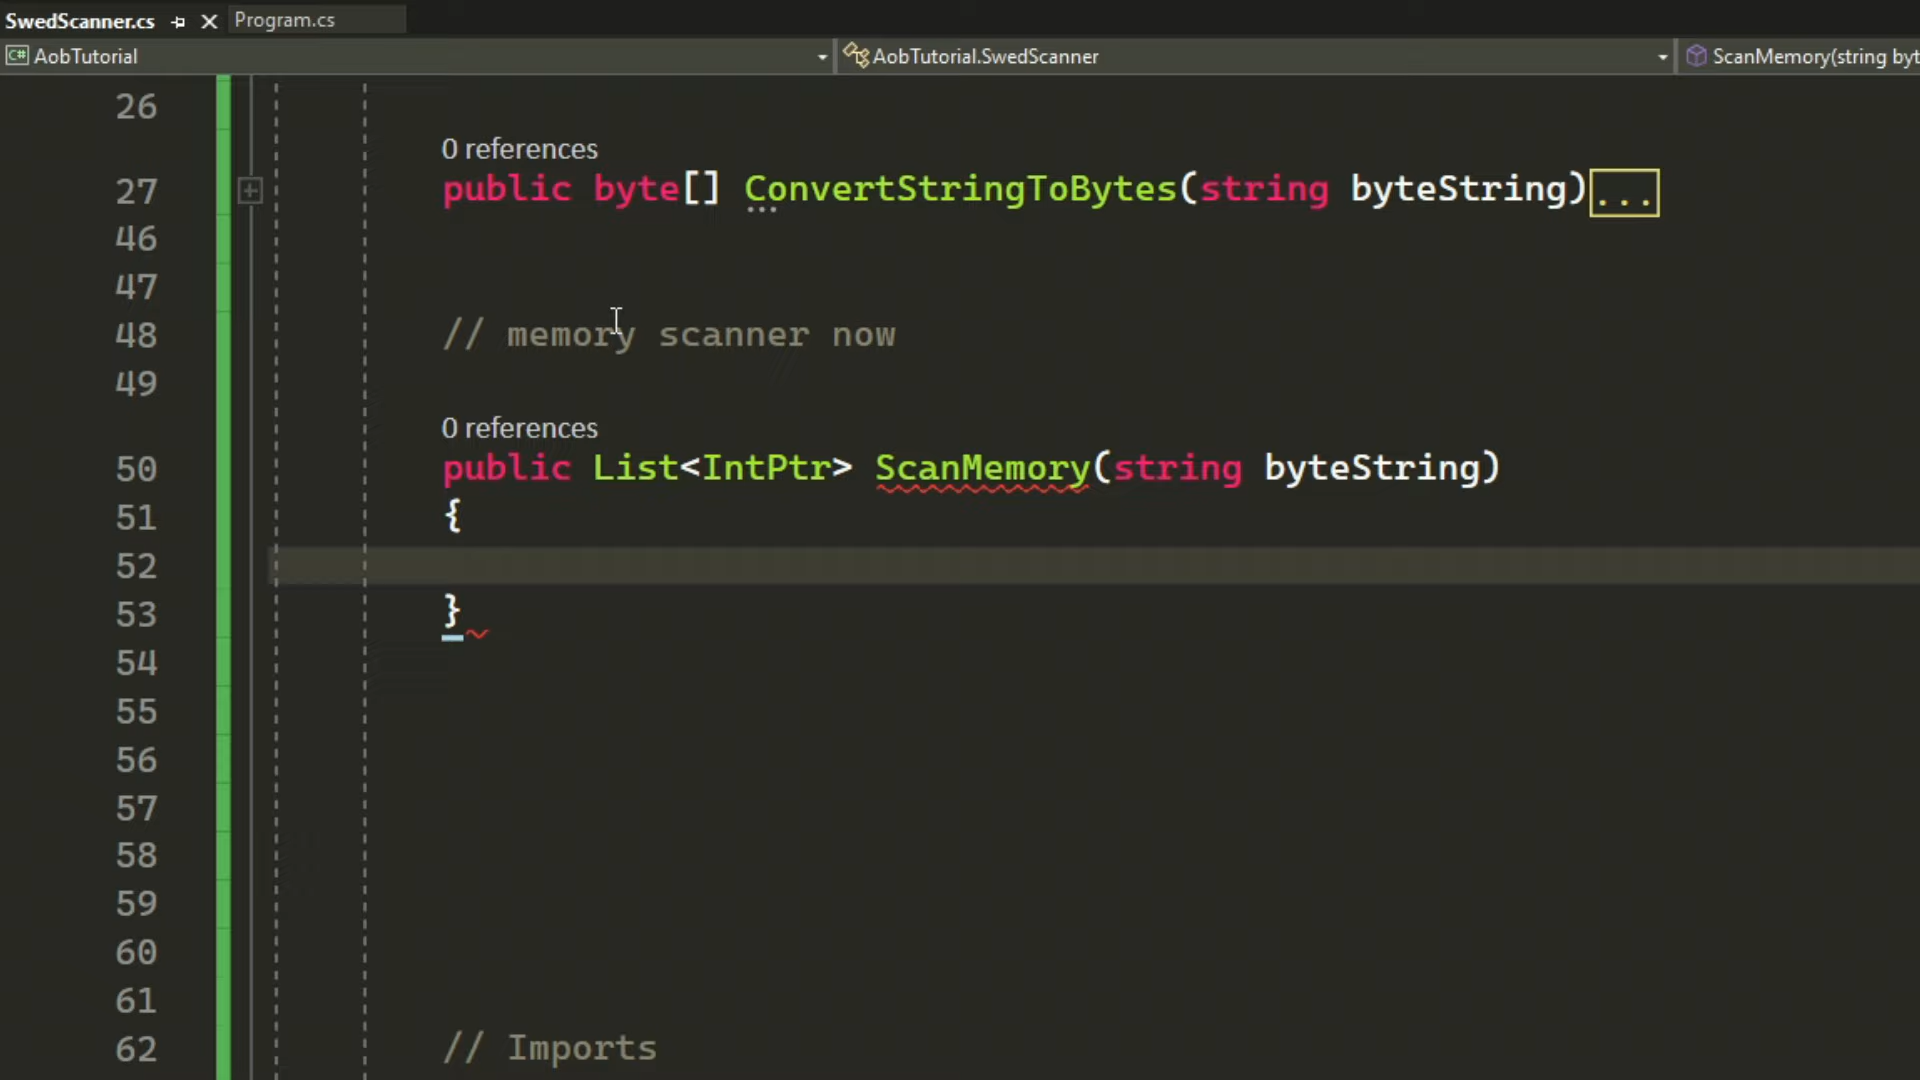 SwedScanner.cs Program.cs
C# AobTutorial AobTutorial.SwedScanner ScanMemory(string byt
26
0 references
27 public byte[] ConvertStringToBytes(string byteString)...
46
47
48 // memory scanner now
49
0 references
50 public List<IntPtr> ScanMemory(string byteString)
51 {
52
53 }
54
55
56
57
58
59
60
61
62 // Imports